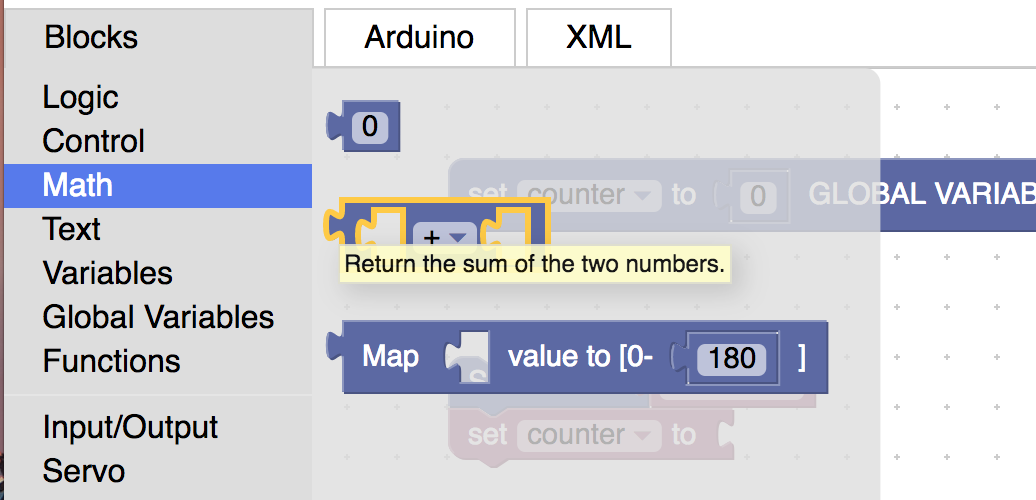 Blocks
Arduino
XML
Logic
Control
Math
Text
Variables
Global Variables
Functions
Input/Output
Servo
0
set counter to 0 GLOBAL VARIAB
+
Return the sum of the two numbers.
Map value to [0- 180 ]
set counter to